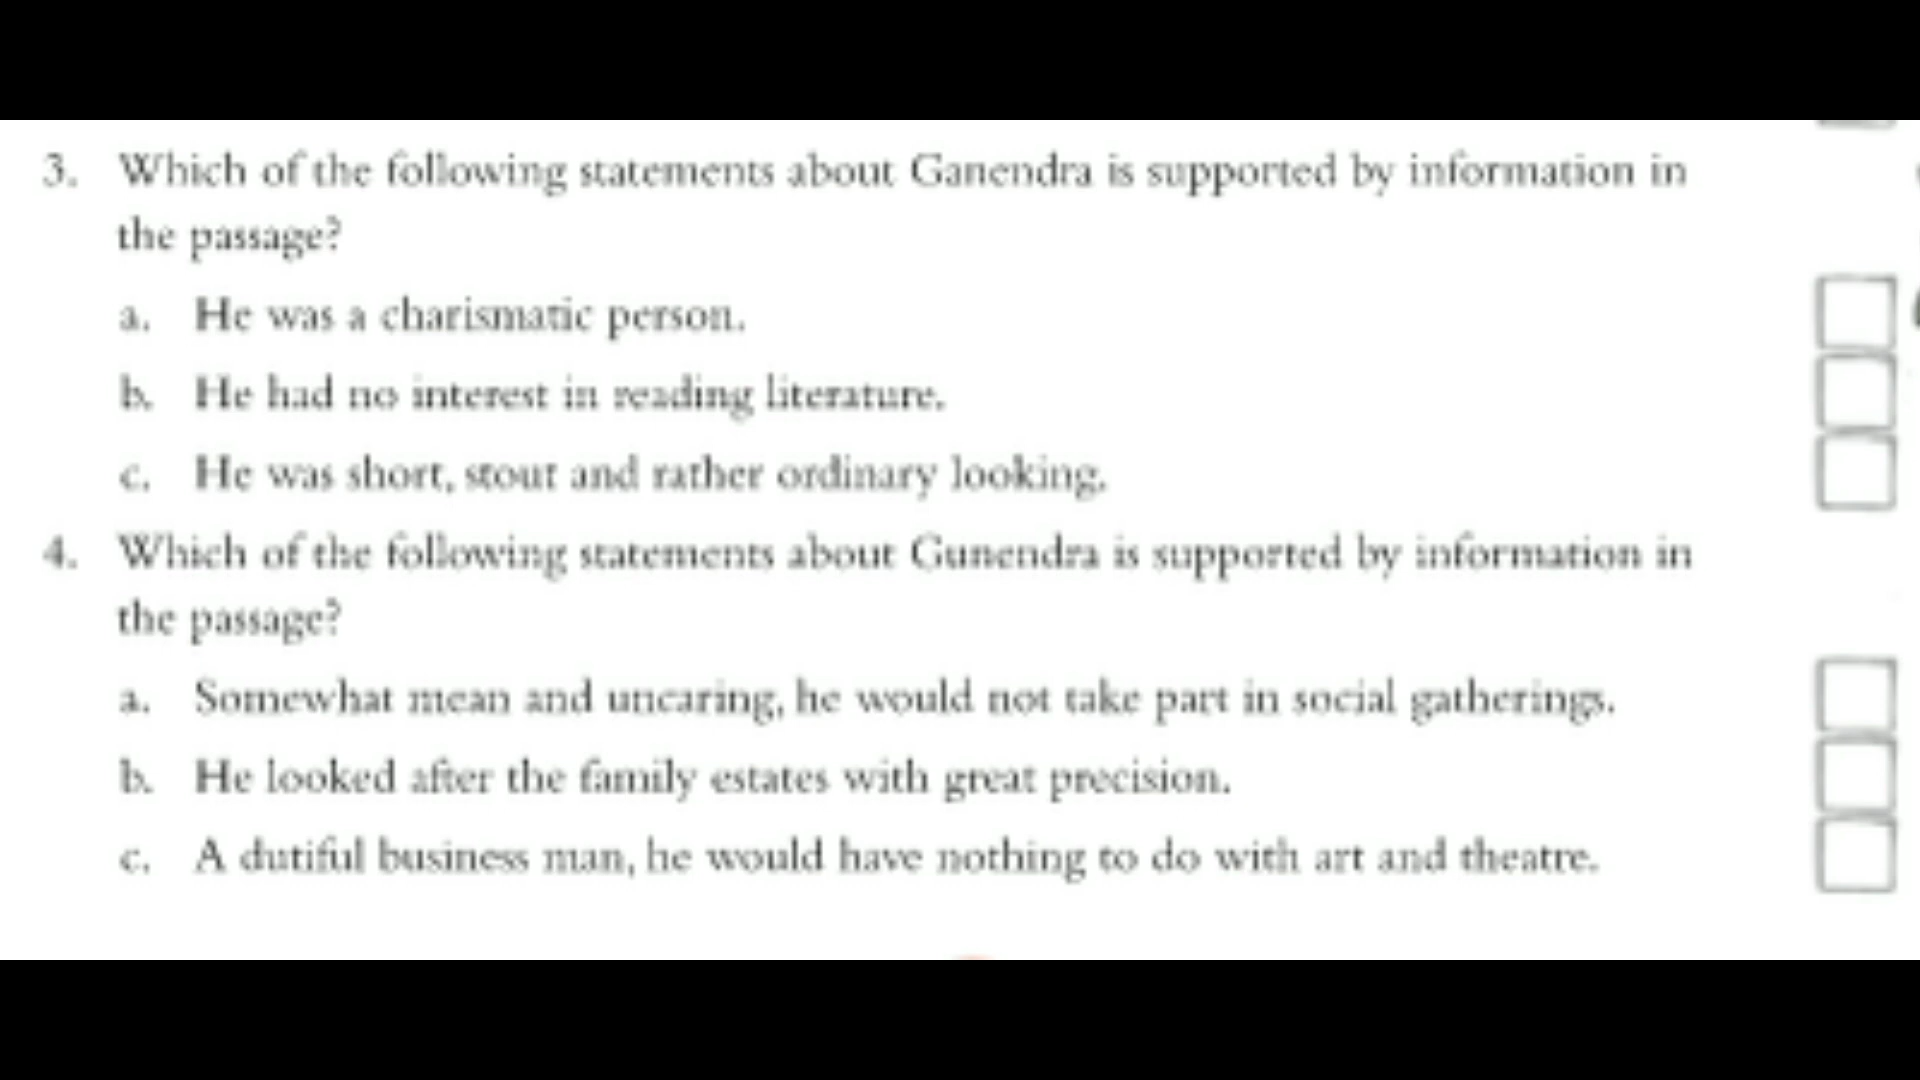 3. Which of the following statements about Ganendra is supported by information in
the passage?
a. He was a charismatic person.
b. He had no interest in reading literature.
c. He was short, stout and rather ordinary looking.
4. Which of the following statements about Gunendra is supported by information in
the passage?
a. Somewhat mean and uncaring, he would not take part in social gatherings.
b. He looked after the family estates with great precision.
c. A dutiful business man, he would have nothing to do with art and theatre.